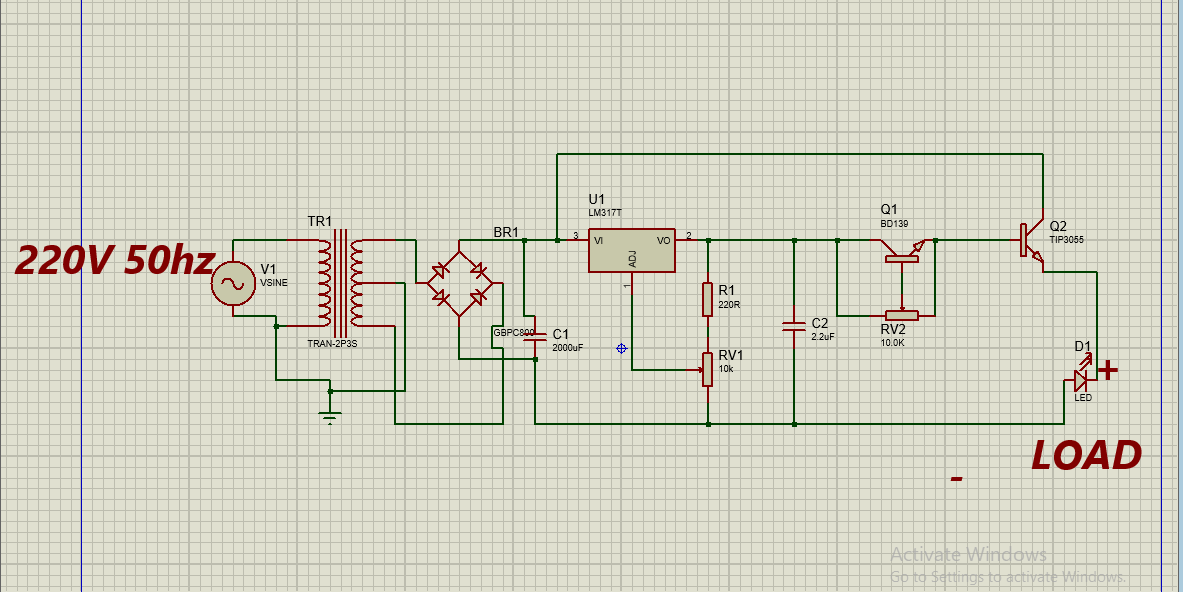 220V 50hz
V1
VSINE
TR1
TRAN-2P3S
BR1
GBPC800
C1
2000uF
U1
LM317T
3
VI
VO
2
ADJ
1
R1
220R
RV1
10k
C2
2.2uF
Q1
BD139
RV2
10.0K
Q2
TIP3055
D1
LED
+
LOAD
-
Activate Windows
Go to Settings to activate Windows.